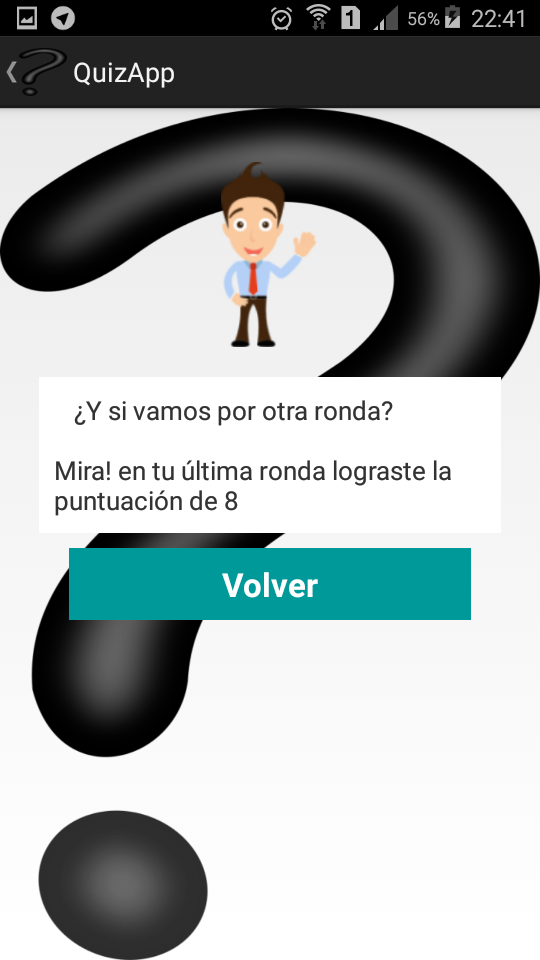 1 56% 22:41
QuizApp
¿Y si vamos por otra ronda?
Mira! en tu última ronda lograste la
puntuación de 8
Volver